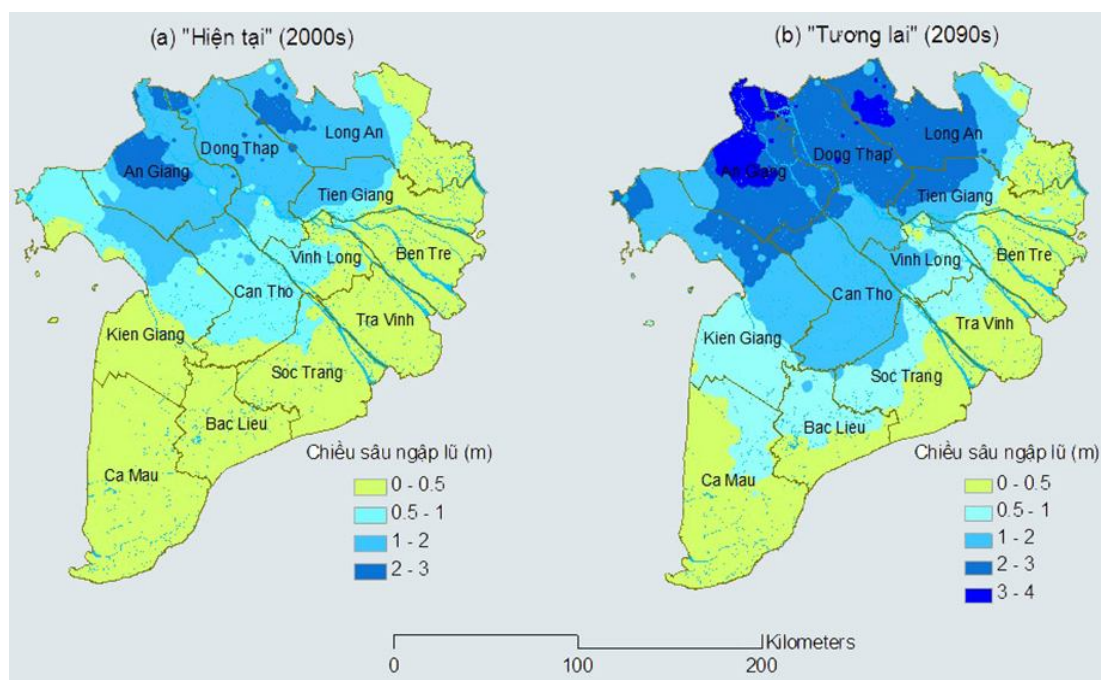 (a) "Hiện tại" (2000s)
Long An
Dong Thap
An Giang
Tien Giang
Vinh Long
Ben Tre
Can Tho
Tra Vinh
Kien Giang
Soc Trang
Bac Lieu
Ca Mau
Chiều sâu ngập lũ (m)
0 - 0.5
0.5 - 1
1 - 2
2 - 3
(b) "Tương lai" (2090s)
Long An
Dong Thap
An Giang
Tien Giang
Vinh Long
Ben Tre
Can Tho
Tra Vinh
Kien Giang
Soc Trang
Bac Lieu
Ca Mau
Chiều sâu ngập lũ (m)
0 - 0.5
0.5 - 1
1 - 2
2 - 3
3 - 4
Kilometers
0 100 200